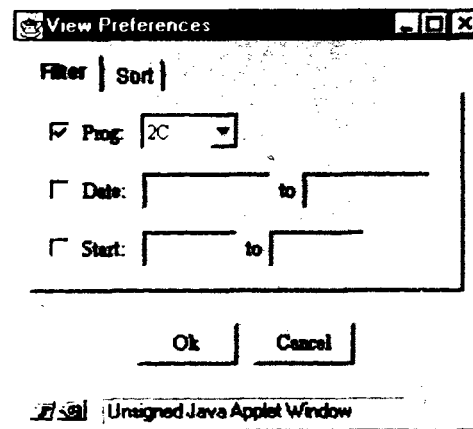 View Preferences
Filter Sort
Prog: 2C
Date: to
Start: to
Ok Cancel
Unsigned Java Applet Window